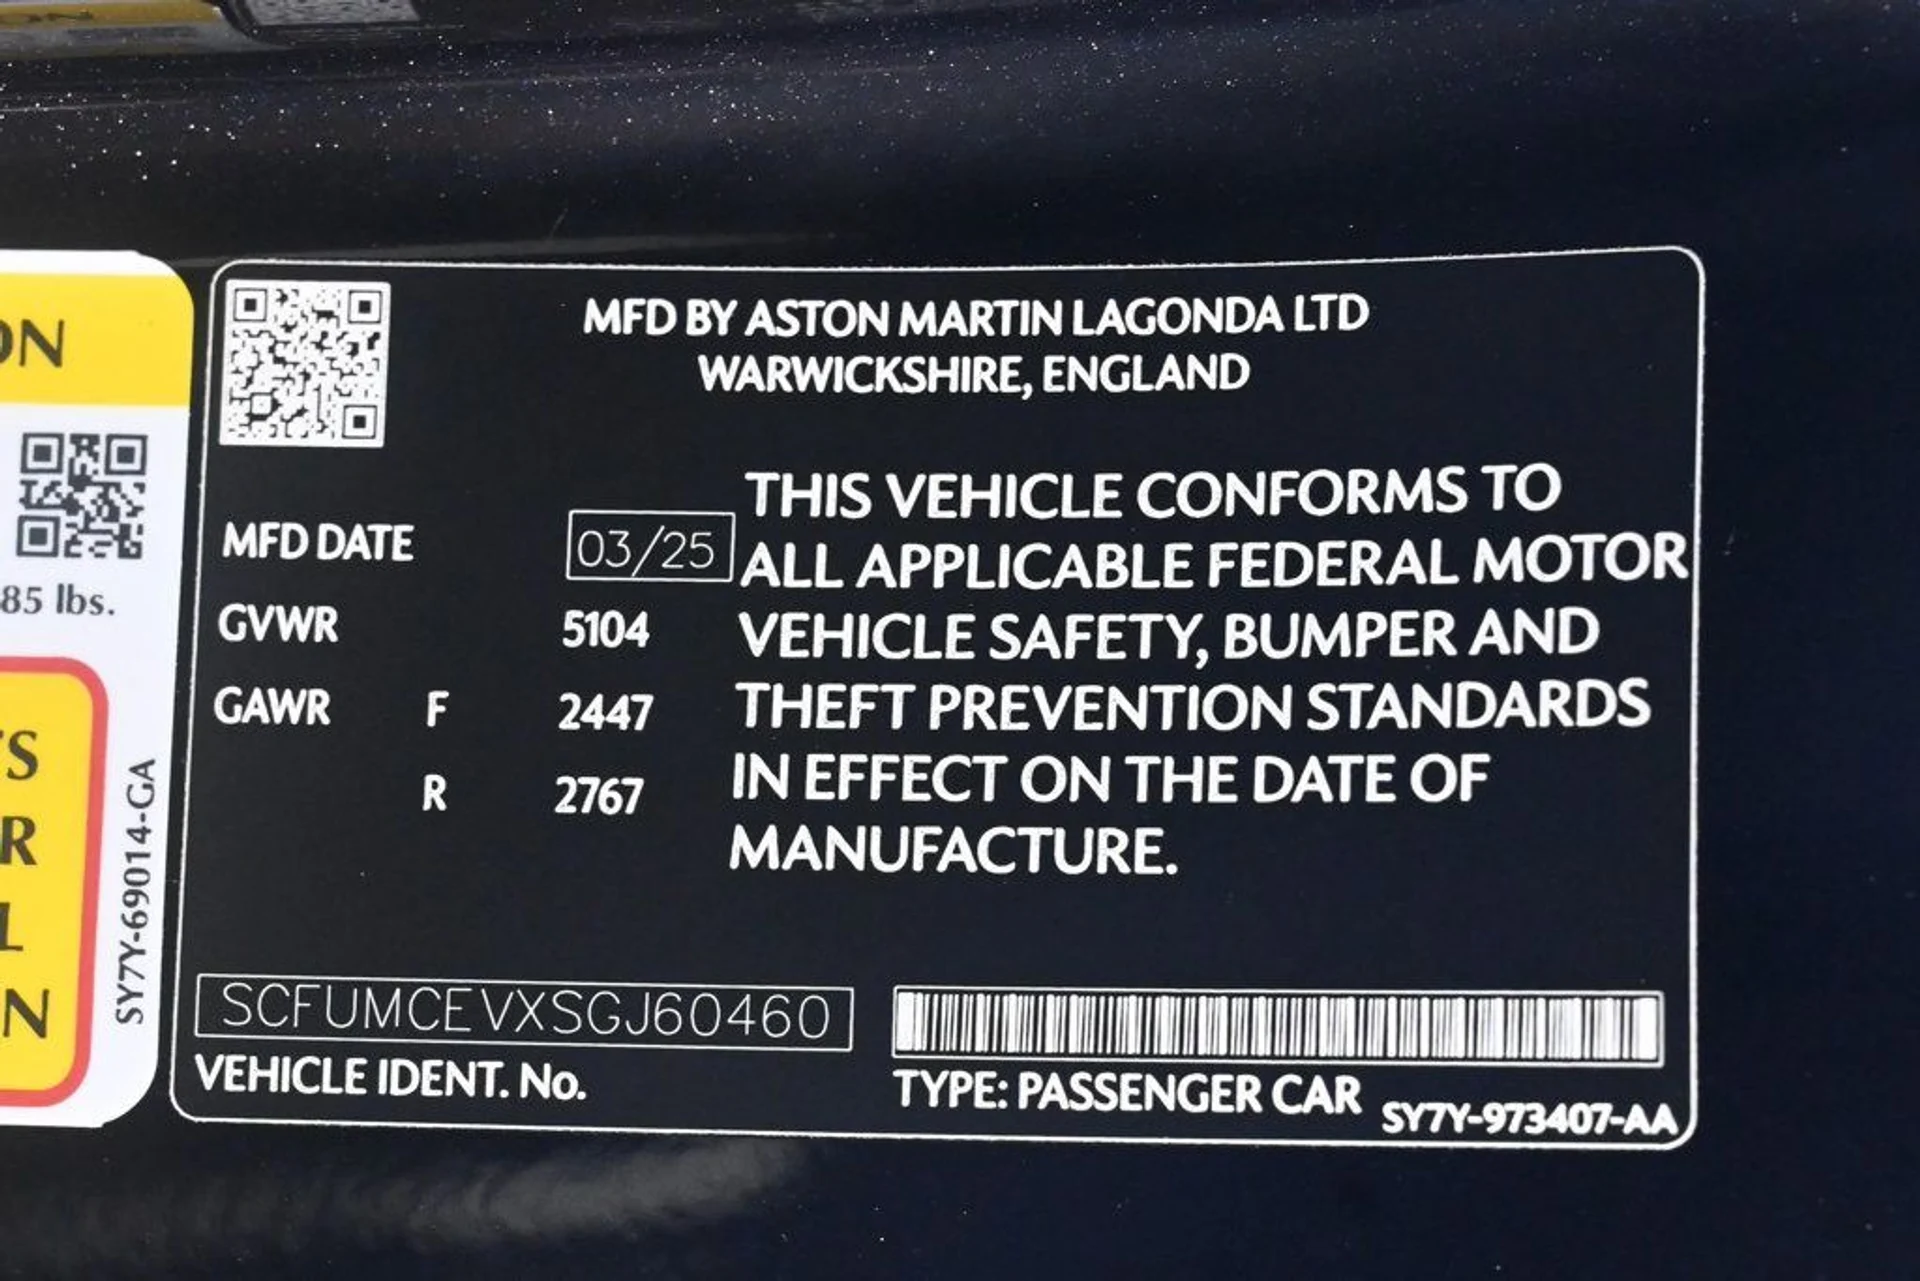 ON
85 lbs.
TS
R
L
N
SY7Y-69014-GA
MFD BY ASTON MARTIN LAGONDA LTD
WARWICKSHIRE, ENGLAND
MFD DATE 03/25
GVWR 5104
GAWR F 2447
R 2767
THIS VEHICLE CONFORMS TO
ALL APPLICABLE FEDERAL MOTOR
VEHICLE SAFETY, BUMPER AND
THEFT PREVENTION STANDARDS
IN EFFECT ON THE DATE OF
MANUFACTURE.
SCFUMCEVXSGJ60460
VEHICLE IDENT. No.
TYPE: PASSENGER CAR
SY7Y-973407-AA